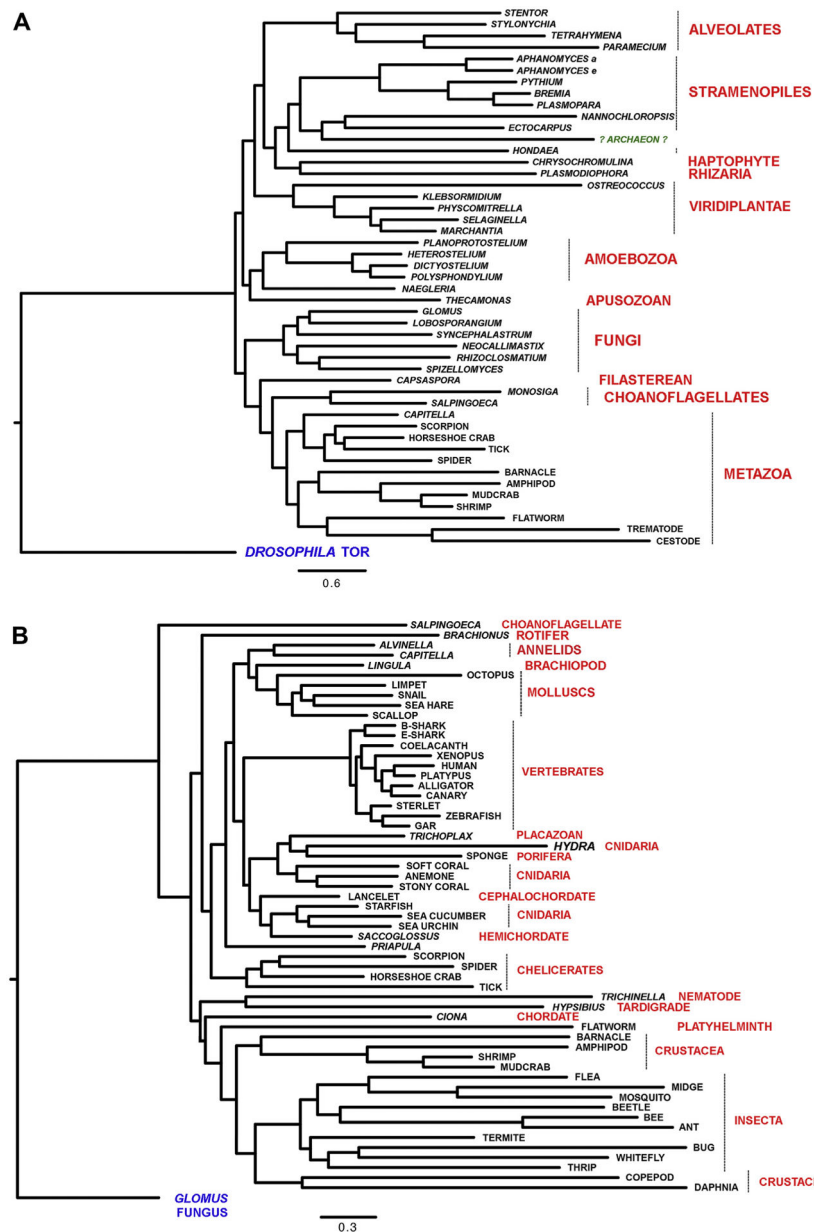 A
STENTOR
STYLONYCHIA
TETRAHYMENA
PARAMECIUM
ALVEOLATES
APHANOMYCES a
APHANOMYCES e
PYTHIUM
BREMIA
PLASMOPARA
NANNOCHLOROPSIS
ECTOCARPUS
STRAMENOPILES
? ARCHAEON ?
HONDAEA
CHRYSOCHROMULINA HAPTOPHYTE
PLASMODIOPHORA RHIZARIA
OSTREOCOCCUS
KLEBSORMIDIUM
PHYSCOMITRELLA
SELAGINELLA
MARCHANTIA
VIRIDIPLANTAE
PLANOPROTOSTELIUM
HETEROSTELIUM
DICTYOSTELIUM
POLYSPHONDYLIUM
AMOEBOZOA
NAEGLERIA
THECAMONAS APUSOZOAN
GLOMUS
LOBOSPORANGIUM
SYNCEPHALASTRUM
NEOCALLIMASTIX
RHIZOCLOSMATIUM
SPIZELLOMYCES
FUNGI
CAPSASPORA FILASTEREAN
MONOSIGA
SALPINGOECA
CHOANOFLAGELLATES
CAPITELLA
SCORPION
HORSESHOE CRAB
TICK
SPIDER
BARNACLE
AMPHIPOD
MUDCRAB
SHRIMP
FLATWORM
TREMATODE
CESTODE
METAZOA
DROSOPHILA TOR
0.6
B
SALPINGOECA CHOANOFLAGELLATE
BRACHIONUS ROTIFER
ALVINELLA
CAPITELLA
ANNELIDS
LINGULA BRACHIOPOD
OCTOPUS
LIMPET
SNAIL
SEA HARE
SCALLOP
MOLLUSCS
B-SHARK
E-SHARK
COELACANTH
XENOPUS
HUMAN
PLATYPUS
ALLIGATOR
CANARY
STERLET
ZEBRAFISH
GAR
VERTEBRATES
TRICHOPLAX PLACAZOAN
HYDRA CNIDARIA
SPONGE PORIFERA
SOFT CORAL
ANEMONE
STONY CORAL
CNIDARIA
LANCELET CEPHALOCHORDATE
STARFISH
SEA CUCUMBER
SEA URCHIN
CNIDARIA
SACCOGLOSSUS HEMICHORDATE
PRIAPULA
SCORPION
SPIDER
HORSESHOE CRAB
TICK
CHELICERATES
TRICHINELLA NEMATODE
HYPSIBIUS TARDIGRADE
CIONA CHORDATE
FLATWORM PLATYHELMINTH
BARNACLE
AMPHIPOD
SHRIMP
MUDCRAB
CRUSTACEA
FLEA
MIDGE
MOSQUITO
BEETLE
BEE
ANT
TERMITE
BUG
WHITEFLY
THRIP
INSECTA
COPEPOD
DAPHNIA
CRUSTAC
GLOMUS
FUNGUS
0.3